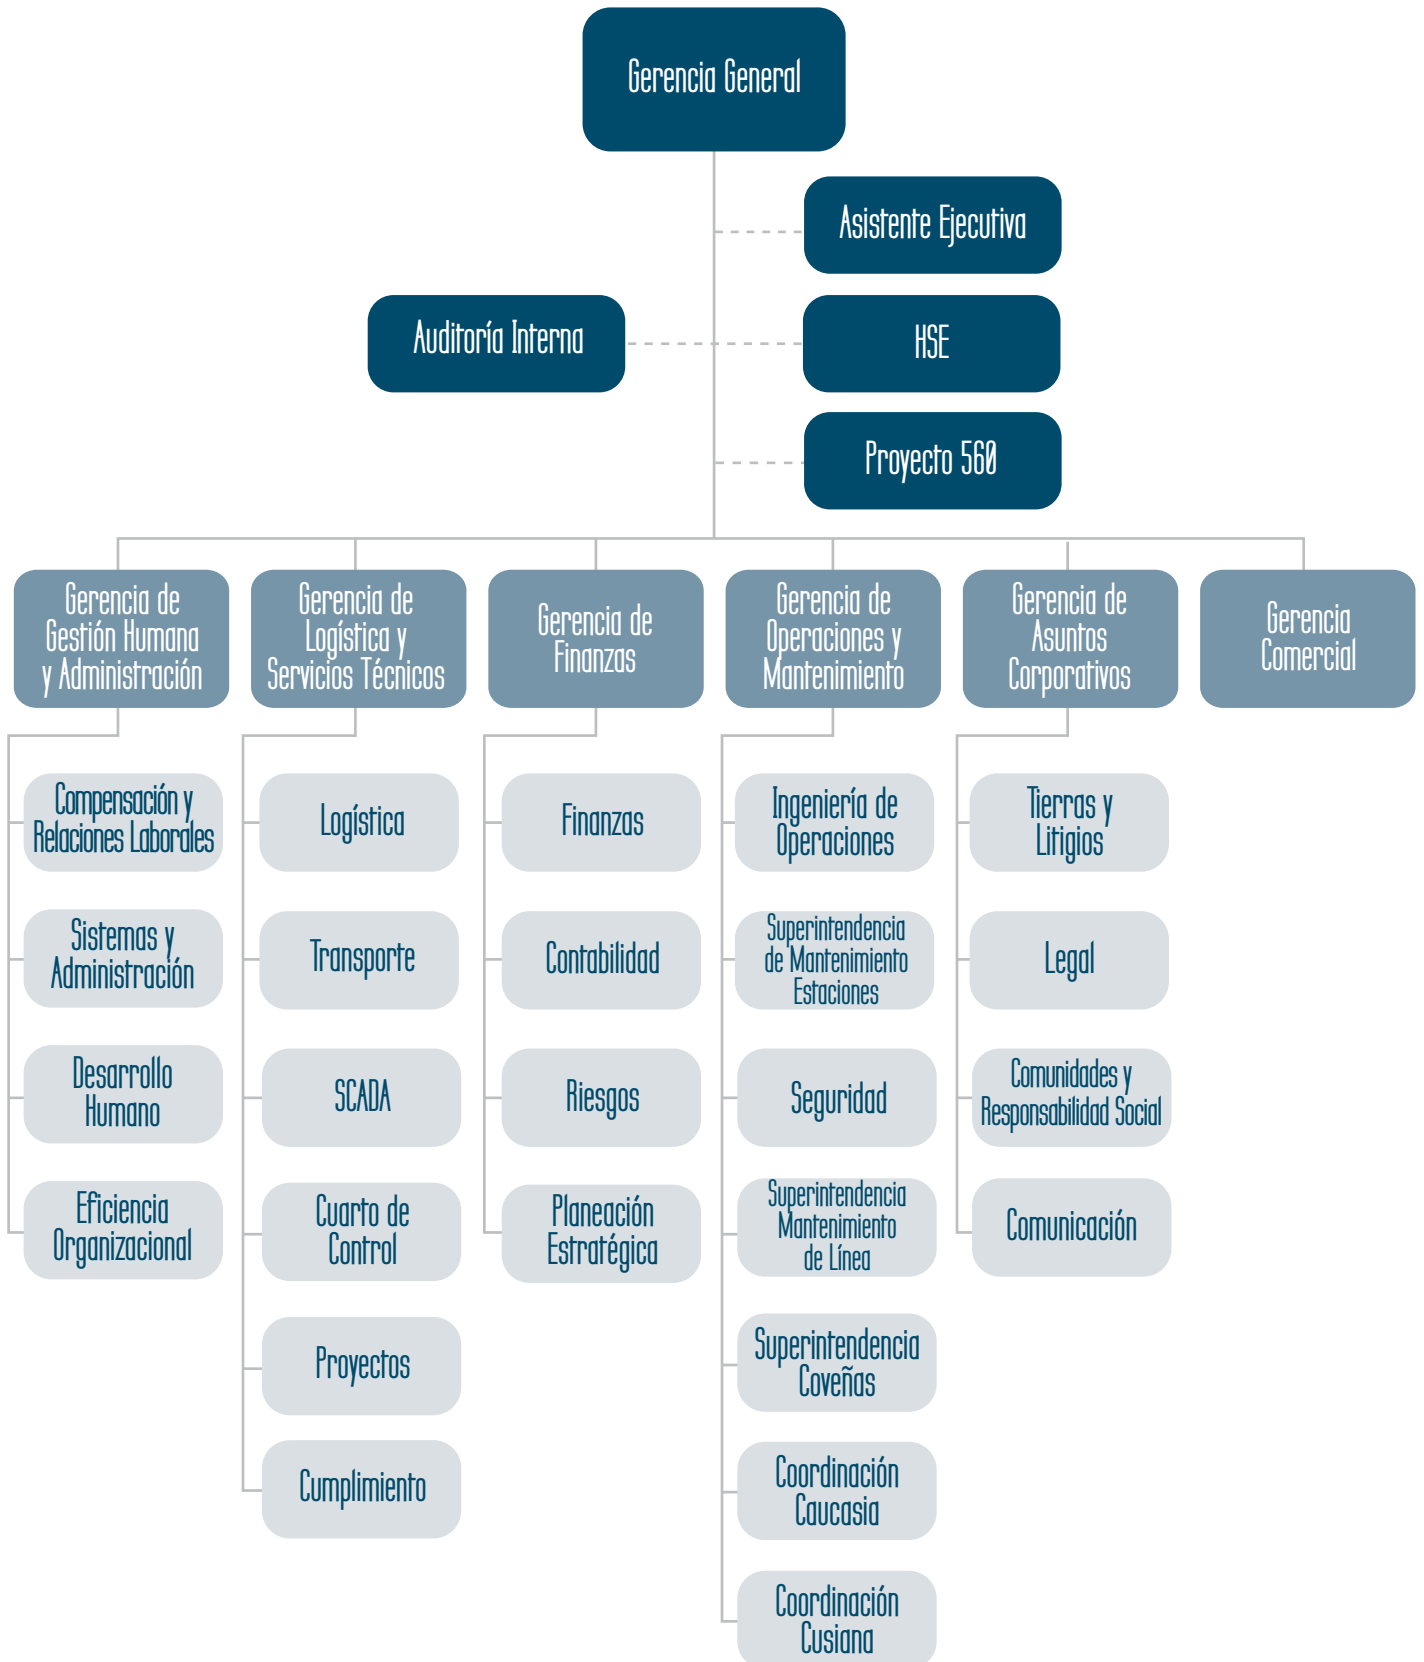 Gerencia General
Asistente Ejecutiva
Auditoría Interna
HSE
Proyecto 560
Gerencia de
Gestión Humana
y Administración
Gerencia de
Logística y
Servicios Técnicos
Gerencia de
Finanzas
Gerencia de
Operaciones y
Mantenimiento
Gerencia de
Asuntos
Corporativos
Gerencia
Comercial
Compensación y
Relaciones Laborales
Sistemas y
Administración
Desarrollo
Humano
Eficiencia
Organizacional
Logística
Transporte
SCADA
Cuarto de
Control
Proyectos
Cumplimiento
Finanzas
Contabilidad
Riesgos
Planeación
Estratégica
Ingeniería de
Operaciones
Superintendencia
de Mantenimiento
Estaciones
Seguridad
Superintendencia
Mantenimiento
de Línea
Superintendencia
Coveñas
Coordinación
Caucasia
Coordinación
Cusiana
Tierras y
Litigios
Legal
Comunidades y
Responsabilidad Social
Comunicación